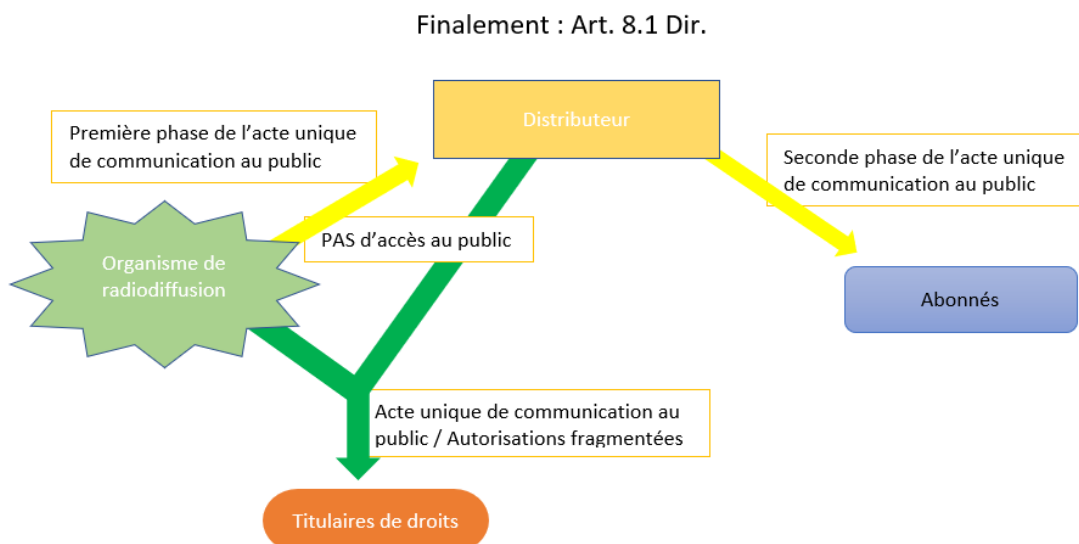 Finalement : Art. 8.1 Dir.
Distributeur
Première phase de l’acte unique
de communication au public
Seconde phase de l’acte unique
de communication au public
PAS d’accès au public
Organisme de
radiodiffusion
Abonnés
Acte unique de communication au
public / Autorisations fragmentées
Titulaires de droits